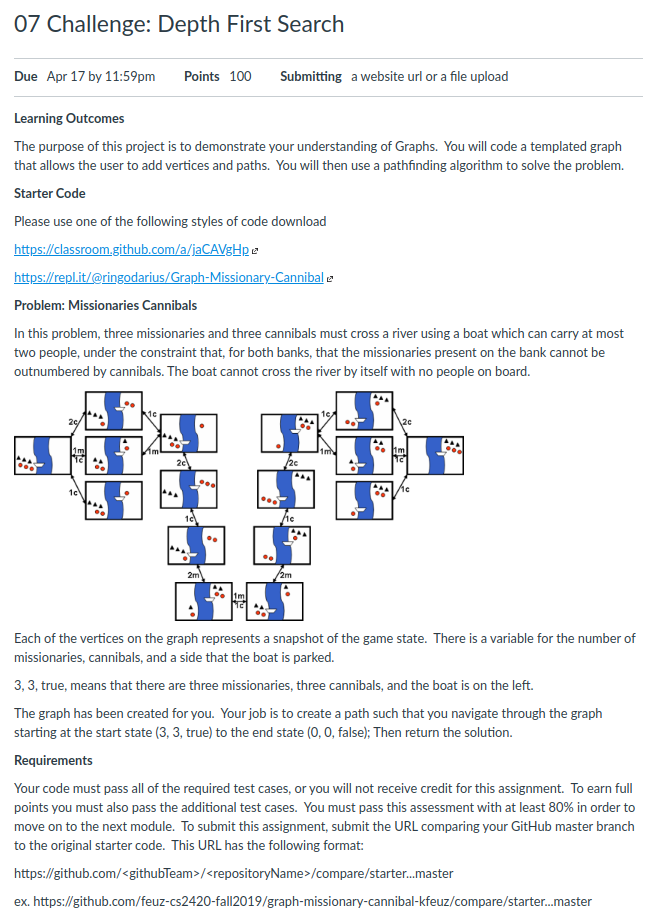 07 Challenge: Depth First Search
Due Apr 17 by 11:59pm Points 100 Submitting a website url or a file upload
Learning Outcomes
The purpose of this project is to demonstrate your understanding of Graphs. You will code a templated graph
that allows the user to add vertices and paths. You will then use a pathfinding algorithm to solve the problem.
Starter Code
Please use one of the following styles of code download
https://classroom.github.com/a/jaCAVgHp
https://repl.it/@ringodarius/Graph-Missionary-Cannibal
Problem: Missionaries Cannibals
In this problem, three missionaries and three cannibals must cross a river using a boat which can carry at most
two people, under the constraint that, for both banks, that the missionaries present on the bank cannot be
outnumbered by cannibals. The boat cannot cross the river by itself with no people on board.
2c 1c 1c 2c
1m 1c 1m 1m 1m 1c
2c 2c
1c 1c
1c 1c
2m 2m
1m 1c
Each of the vertices on the graph represents a snapshot of the game state. There is a variable for the number of
missionaries, cannibals, and a side that the boat is parked.
3, 3, true, means that there are three missionaries, three cannibals, and the boat is on the left.
The graph has been created for you. Your job is to create a path such that you navigate through the graph
starting at the start state (3, 3, true) to the end state (0, 0, false); Then return the solution.
Requirements
Your code must pass all of the required test cases, or you will not receive credit for this assignment. To earn full
points you must also pass the additional test cases. You must pass this assessment with at least 80% in order to
move on to the next module. To submit this assignment, submit the URL comparing your GitHub master branch
to the original starter code. This URL has the following format:
https://github.com/<githubTeam>/<repositoryName>/compare/starter...master
ex. https://github.com/feuz-cs2420-fall2019/graph-missionary-cannibal-kfeuz/compare/starter...master